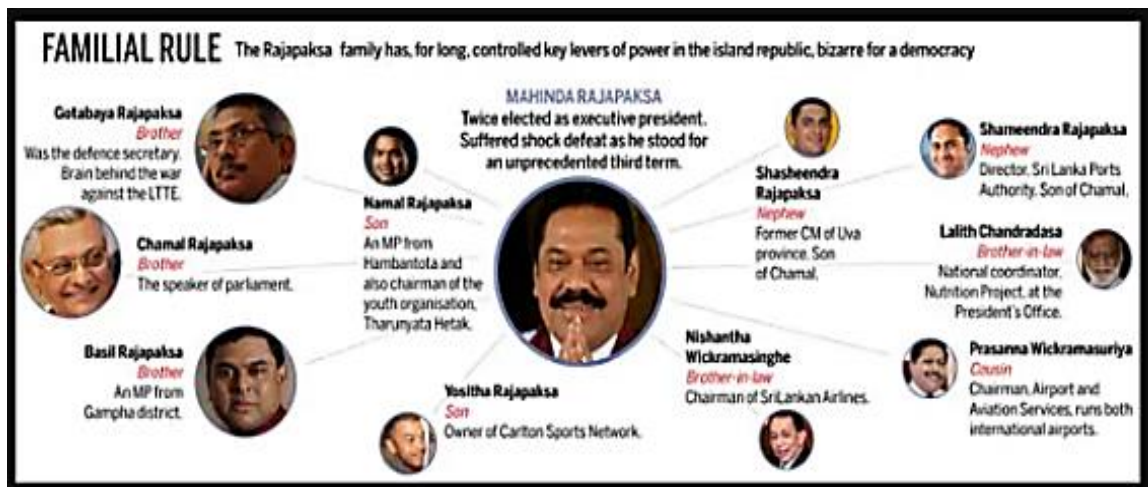 FAMILIAL RULE The Rajapaksa family has, for long, controlled key levers of power in the island republic, bizarre for a democracy
Gotabaya Rajapaksa
Brother
Was the defence secretary.
Brain behind the war
against the LTTE.
Chamal Rajapaksa
Brother
The speaker of parliament.
Basil Rajapaksa
Brother
An MP from
Gampha district.
Namal Rajapaksa
Son
An MP from
Hambantota and
also chairman of the
youth organisation,
Tharunyata Hetak.
MAHINDA RAJAPAKSA
Twice elected as executive president.
Suffered shock defeat as he stood for
an unprecedented third term.
Yositha Rajapaksa
Son
Owner of Carlton Sports Network.
Shasheendra
Rajapaksa
Nephew
Former CM of Uva
province. Son
of Chamal.
Nishantha
Wickramasinghe
Brother-in-law
Chairman of SriLankan Airlines.
Shameendra Rajapaksa
Nephew
Director, Sri Lanka Ports
Authority. Son of Chamal.
Lalith Chandradasa
Brother-in-law
National coordinator,
Nutrition Project, at the
President's Office.
Prasanna Wickramasuriya
Cousin
Chairman, Airport and
Aviation Services, runs both
international airports.